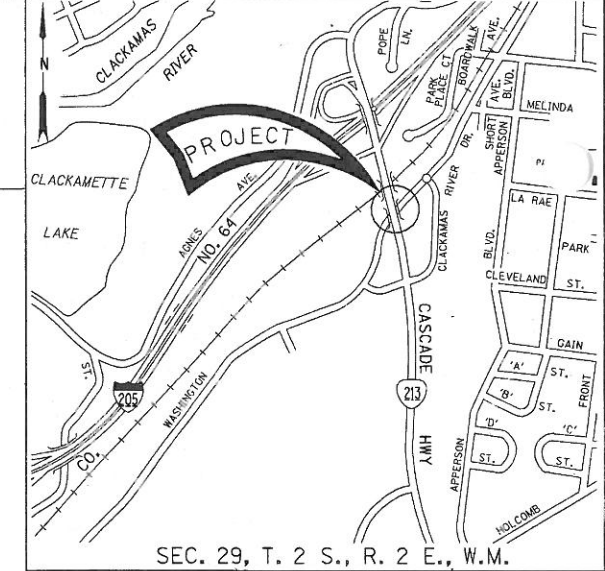 N
CLACKAMAS
RIVER
POPE
LN.
PARK
PLACE CT
BOARDWALK
AVE.
AVE.
BLVD.
MELINDA
PROJECT
SHORT
APPERSON
DR.
RIVER
CLACKAMAS
LA RAE
CLACKAMETTE
LAKE
AGNES
AVE.
NO. 64
BLVD.
PARK
CLEVELAND
ST.
CASCADE
HWY
213
GAIN
ST.
'A'
'B'
ST.
FRONT
'D'
'C'
ST.
ST.
APPERSON
HOLCOMB
ST.
205
WASHINGTON
CO.
SEC. 29, T. 2 S., R. 2 E., W.M.